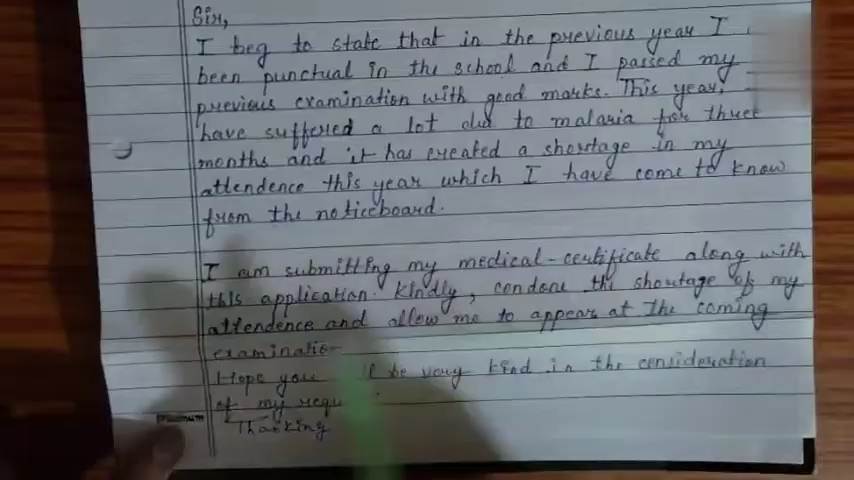 Sir,
I beg to state that in the previous year I
been punctual in the school and I passed my
previous examination with good marks. This year,
have suffered a lot due to malaria for three
months and it has created a shortage in my
attendence this year which I have come to know
from the noticeboard.
I am submitting my medical-certificate along with
this application. Kindly, condone the shortage of my
attendence and allow me to appear at the coming
examinatio
Hope you be very kind in the consideration
of my requ
Thanking